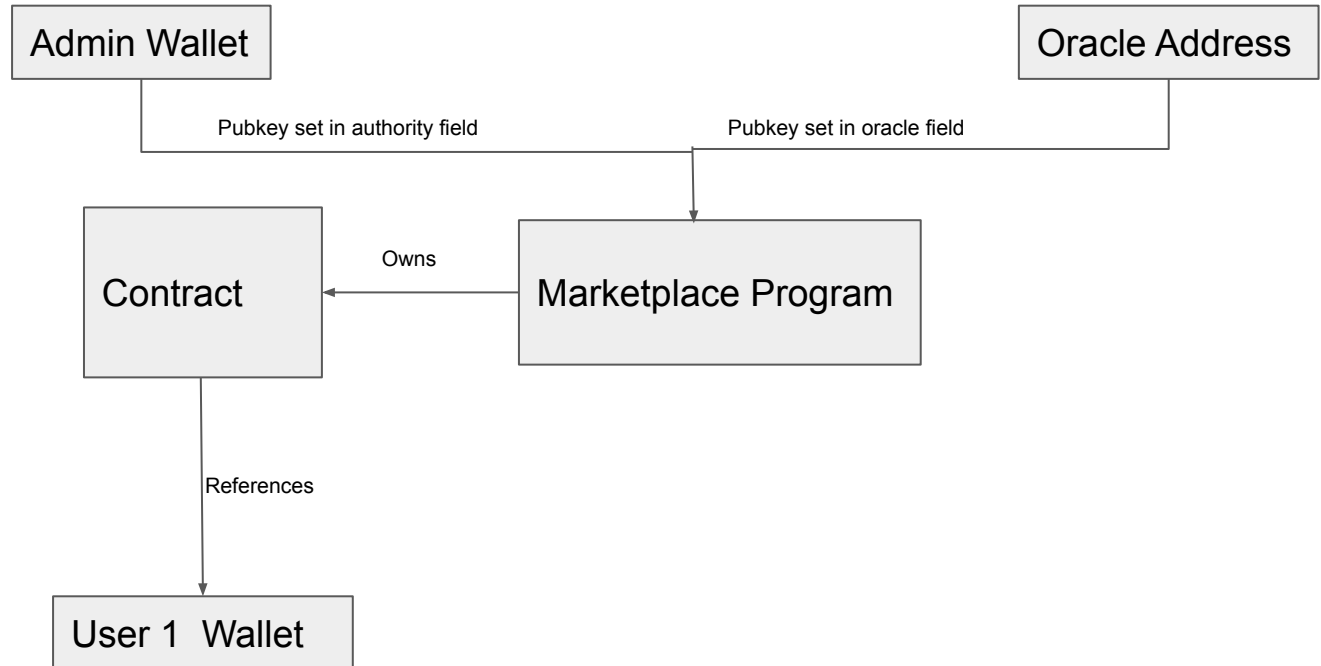 Admin Wallet
Oracle Address
Pubkey set in authority field
Pubkey set in oracle field
Owns
Contract
Marketplace Program
References
User 1  Wallet